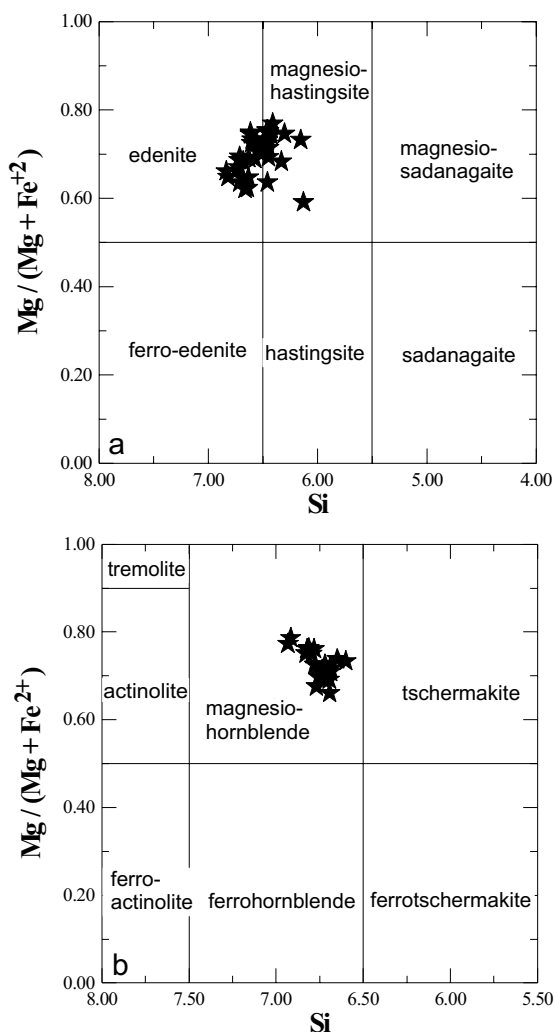 1.00
magnesio-
hastingsite
0.80
edenite
magnesio-
sadanagaite
0.60
Mg / (Mg + Fe+2)
0.40
ferro-edenite
hastingsite
sadanagaite
0.20
a
0.00
8.00
7.00
6.00
5.00
4.00
Si
1.00
tremolite
0.80
actinolite
tschermakite
magnesio-
hornblende
0.60
Mg / (Mg + Fe2+)
0.40
ferro-
actinolite
ferrohornblende
ferrotschermakite
0.20
b
0.00
8.00
7.50
7.00
6.50
6.00
5.50
Si